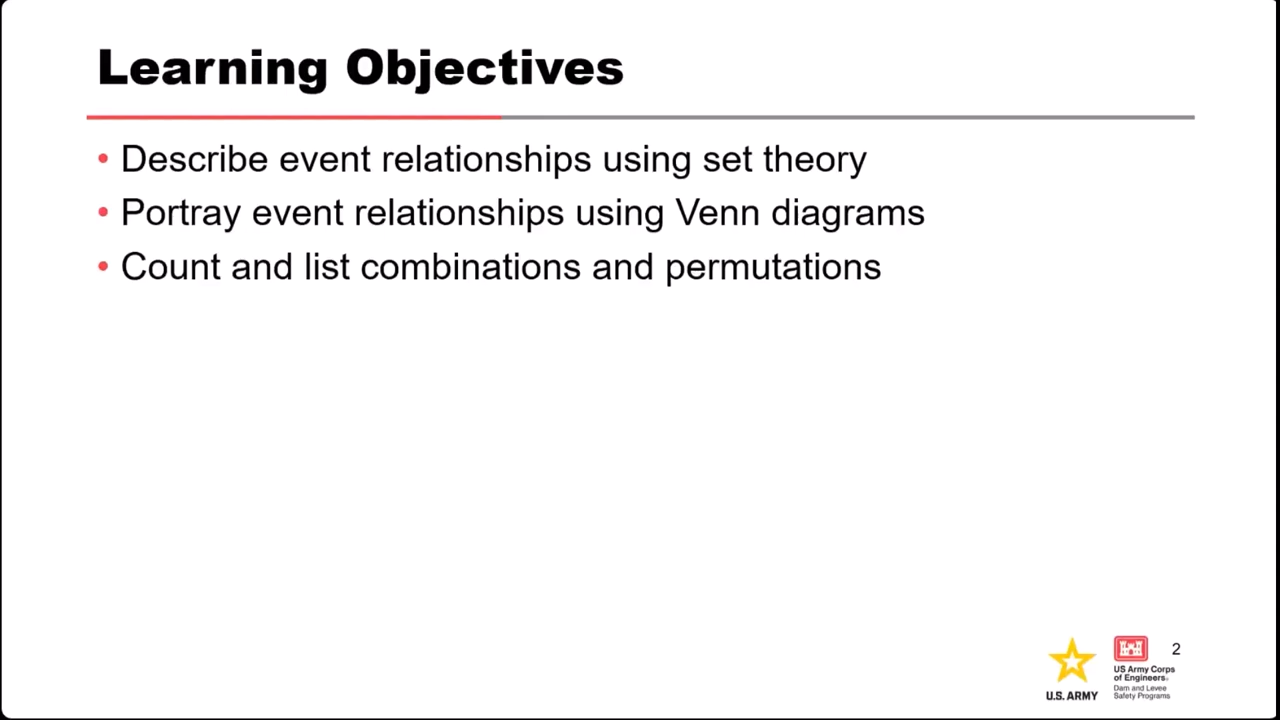 Learning Objectives
• Describe event relationships using set theory
• Portray event relationships using Venn diagrams
• Count and list combinations and permutations
2
U.S. ARMY
US Army Corps
of Engineers®
Dam and Levee
Safety Programs